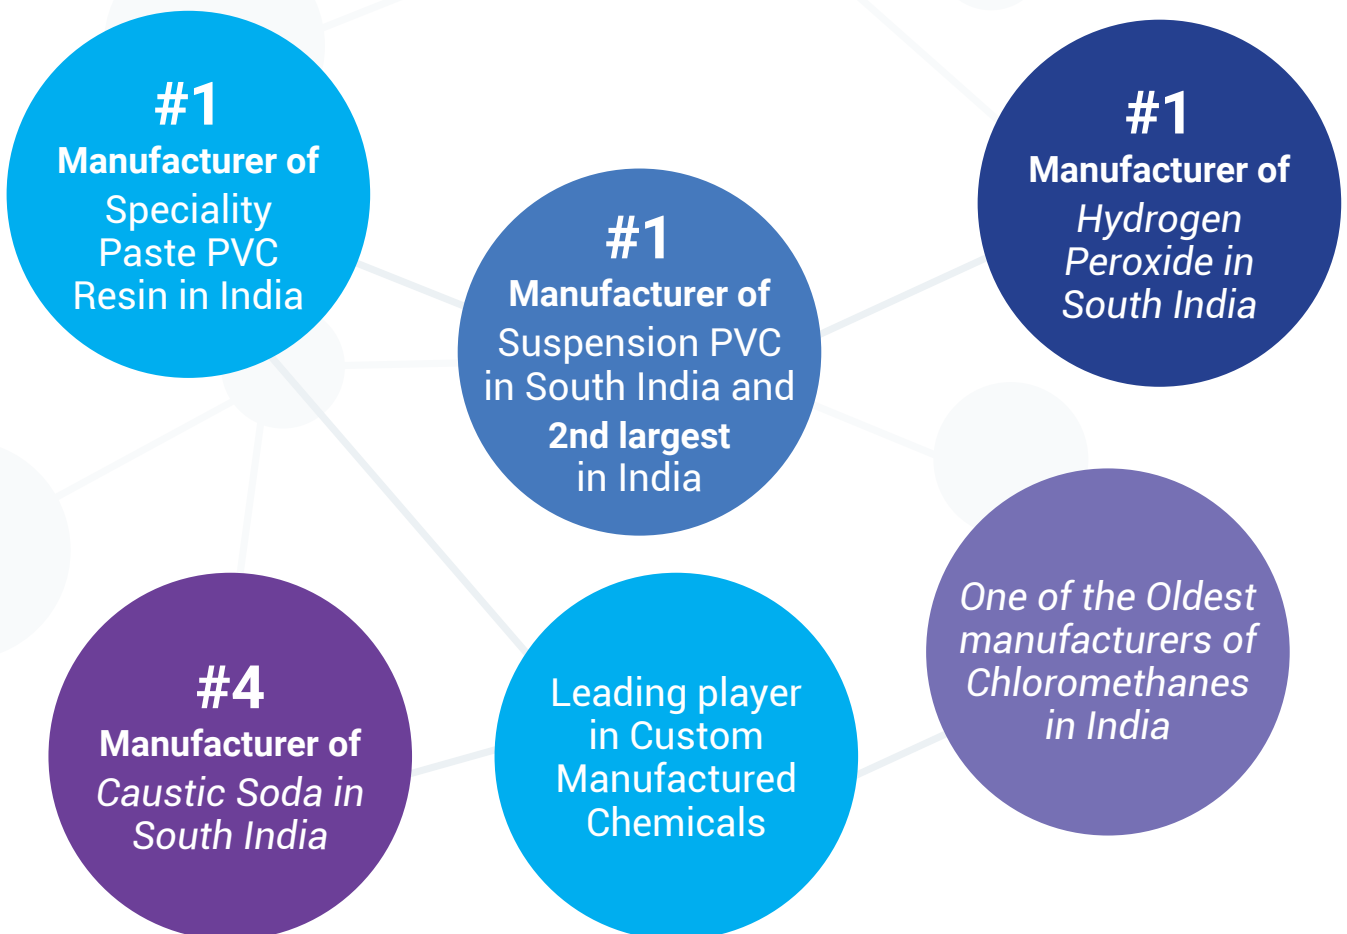 #1
Manufacturer of
Speciality
Paste PVC
Resin in India
#1
Manufacturer of
Suspension PVC
in South India and
2nd largest
in India
#1
Manufacturer of
Hydrogen
Peroxide in
South India
#4
Manufacturer of
Caustic Soda in
South India
Leading player
in Custom
Manufactured
Chemicals
One of the Oldest
manufacturers of
Chloromethanes
in India